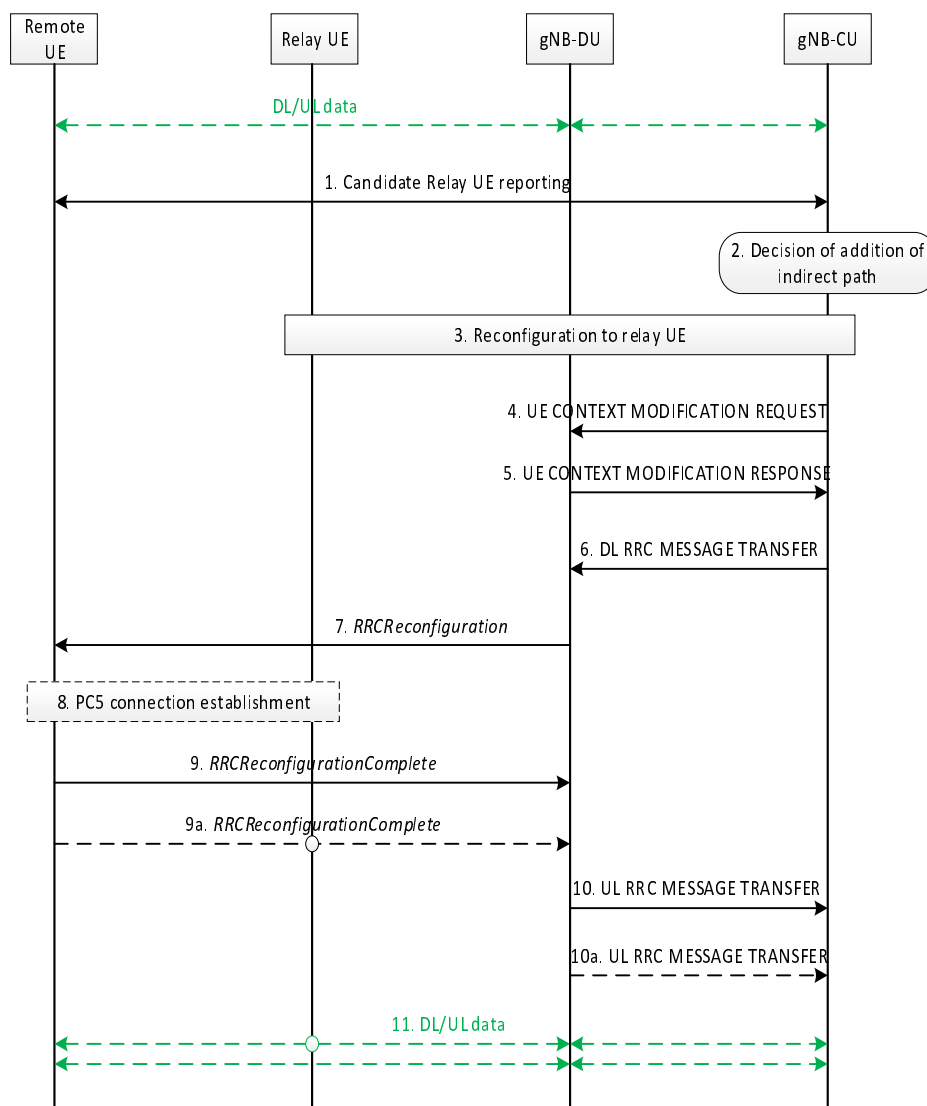 Remote
UE
Relay UE
gNB-DU
gNB-CU
DL/UL data
1. Candidate Relay UE reporting
2. Decision of addition of
indirect path
3. Reconfiguration to relay UE
4. UE CONTEXT MODIFICATION REQUEST
5. UE CONTEXT MODIFICATION RESPONSE
6. DL RRC MESSAGE TRANSFER
7. RRCReconfiguration
8. PC5 connection establishment
9. RRCReconfigurationComplete
9a. RRCReconfigurationComplete
10. UL RRC MESSAGE TRANSFER
10a. UL RRC MESSAGE TRANSFER
11. DL/UL data